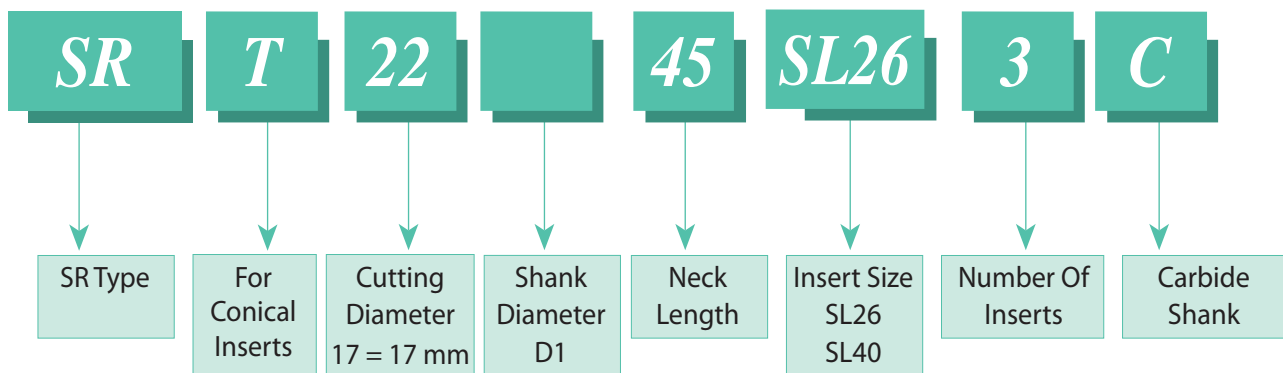 SR T 22 45 SL26 3 C
SR Type
For
Conical
Inserts
Cutting
Diameter
17 = 17 mm
Shank
Diameter
D1
Neck
Length
Insert Size
SL26
SL40
Number Of
Inserts
Carbide
Shank